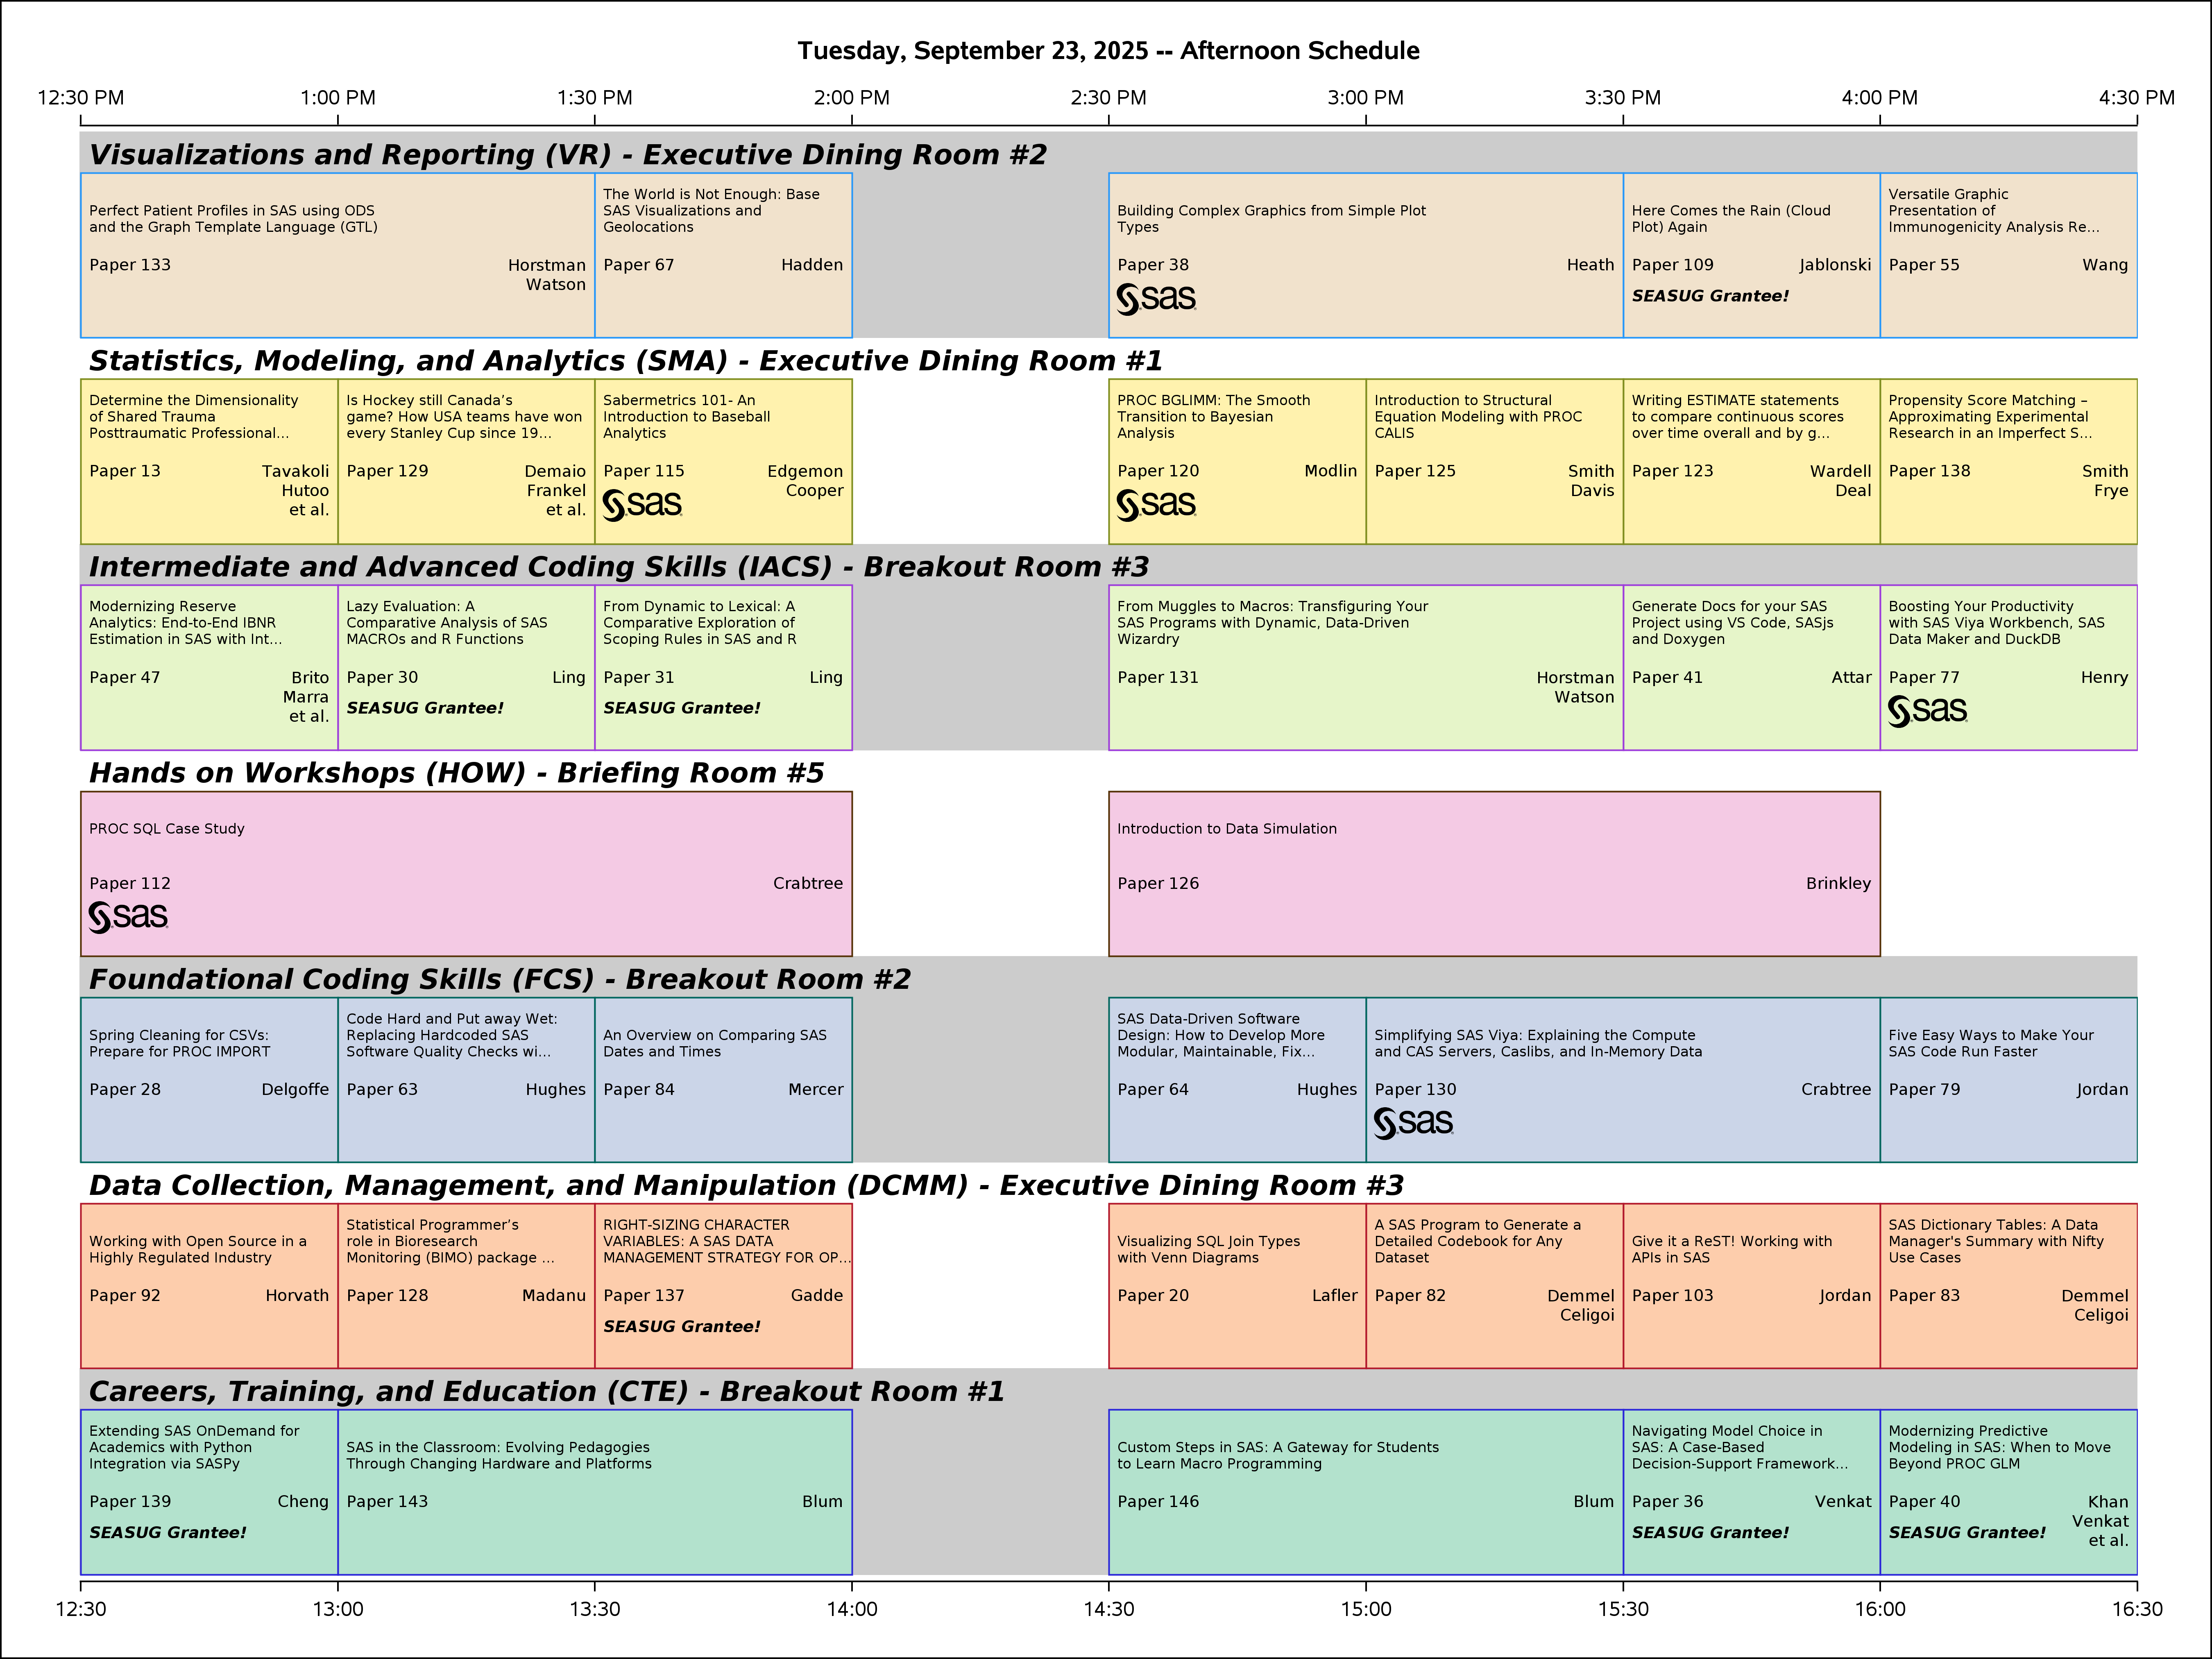 Tuesday, September 23, 2025 -- Afternoon Schedule
12:30 PM 1:00 PM 1:30 PM 2:00 PM 2:30 PM 3:00 PM 3:30 PM 4:00 PM 4:30 PM
Visualizations and Reporting (VR) - Executive Dining Room #2
Perfect Patient Profiles in SAS using ODS
and the Graph Template Language (GTL)
Paper 133
Horstman
Watson
The World is Not Enough: Base
SAS Visualizations and
Geolocations
Paper 67 Hadden
Building Complex Graphics from Simple Plot
Types
Paper 38 Heath
sas
Here Comes the Rain (Cloud
Plot) Again
Paper 109 Jablonski
SEASUG Grantee!
Versatile Graphic
Presentation of
Immunogenicity Analysis Re...
Paper 55 Wang
Statistics, Modeling, and Analytics (SMA) - Executive Dining Room #1
Determine the Dimensionality
of Shared Trauma
Posttraumatic Professional...
Paper 13 Tavakoli
Hutoo
et al.
Is Hockey still Canada’s
game? How USA teams have won
every Stanley Cup since 19...
Paper 129 Demaio
Frankel
et al.
Sabermetrics 101- An
Introduction to Baseball
Analytics
Paper 115 Edgemon
Cooper
sas
PROC BGLIMM: The Smooth
Transition to Bayesian
Analysis
Paper 120 Modlin
sas
Introduction to Structural
Equation Modeling with PROC
CALIS
Paper 125 Smith
Davis
Writing ESTIMATE statements
to compare continuous scores
over time overall and by g...
Paper 123 Wardell
Deal
Propensity Score Matching –
Approximating Experimental
Research in an Imperfect S...
Paper 138 Smith
Frye
Intermediate and Advanced Coding Skills (IACS) - Breakout Room #3
Modernizing Reserve
Analytics: End-to-End IBNR
Estimation in SAS with Int...
Paper 47 Brito
Marra
et al.
Lazy Evaluation: A
Comparative Analysis of SAS
MACROs and R Functions
Paper 30 Ling
SEASUG Grantee!
From Dynamic to Lexical: A
Comparative Exploration of
Scoping Rules in SAS and R
Paper 31 Ling
SEASUG Grantee!
From Muggles to Macros: Transfiguring Your
SAS Programs with Dynamic, Data-Driven
Wizardry
Paper 131 Horstman
Watson
Generate Docs for your SAS
Project using VS Code, SASjs
and Doxygen
Paper 41 Attar
Boosting Your Productivity
with SAS Viya Workbench, SAS
Data Maker and DuckDB
Paper 77 Henry
sas
Hands on Workshops (HOW) - Briefing Room #5
PROC SQL Case Study
Paper 112 Crabtree
sas
Introduction to Data Simulation
Paper 126 Brinkley
Foundational Coding Skills (FCS) - Breakout Room #2
Spring Cleaning for CSVs:
Prepare for PROC IMPORT
Paper 28 Delgoffe
Code Hard and Put away Wet:
Replacing Hardcoded SAS
Software Quality Checks wi...
Paper 63 Hughes
An Overview on Comparing SAS
Dates and Times
Paper 84 Mercer
SAS Data-Driven Software
Design: How to Develop More
Modular, Maintainable, Fix...
Paper 64 Hughes
Simplifying SAS Viya: Explaining the Compute
and CAS Servers, Caslibs, and In-Memory Data
Paper 130 Crabtree
sas
Five Easy Ways to Make Your
SAS Code Run Faster
Paper 79 Jordan
Data Collection, Management, and Manipulation (DCMM) - Executive Dining Room #3
Working with Open Source in a
Highly Regulated Industry
Paper 92 Horvath
Statistical Programmer’s
role in Bioresearch
Monitoring (BIMO) package ...
Paper 128 Madanu
RIGHT-SIZING CHARACTER
VARIABLES: A SAS DATA
MANAGEMENT STRATEGY FOR OP...
Paper 137 Gadde
SEASUG Grantee!
Visualizing SQL Join Types
with Venn Diagrams
Paper 20 Lafler
A SAS Program to Generate a
Detailed Codebook for Any
Dataset
Paper 82 Demmel
Celigoi
Give it a ReST! Working with
APIs in SAS
Paper 103 Jordan
SAS Dictionary Tables: A Data
Manager's Summary with Nifty
Use Cases
Paper 83 Demmel
Celigoi
Careers, Training, and Education (CTE) - Breakout Room #1
Extending SAS OnDemand for
Academics with Python
Integration via SASPy
Paper 139 Cheng
SEASUG Grantee!
SAS in the Classroom: Evolving Pedagogies
Through Changing Hardware and Platforms
Paper 143 Blum
Custom Steps in SAS: A Gateway for Students
to Learn Macro Programming
Paper 146 Blum
Navigating Model Choice in
SAS: A Case-Based
Decision-Support Framework...
Paper 36 Venkat
SEASUG Grantee!
Modernizing Predictive
Modeling in SAS: When to Move
Beyond PROC GLM
Paper 40 Khan
SEASUG Grantee! Venkat
et al.
12:30 13:00 13:30 14:00 14:30 15:00 15:30 16:00 16:30